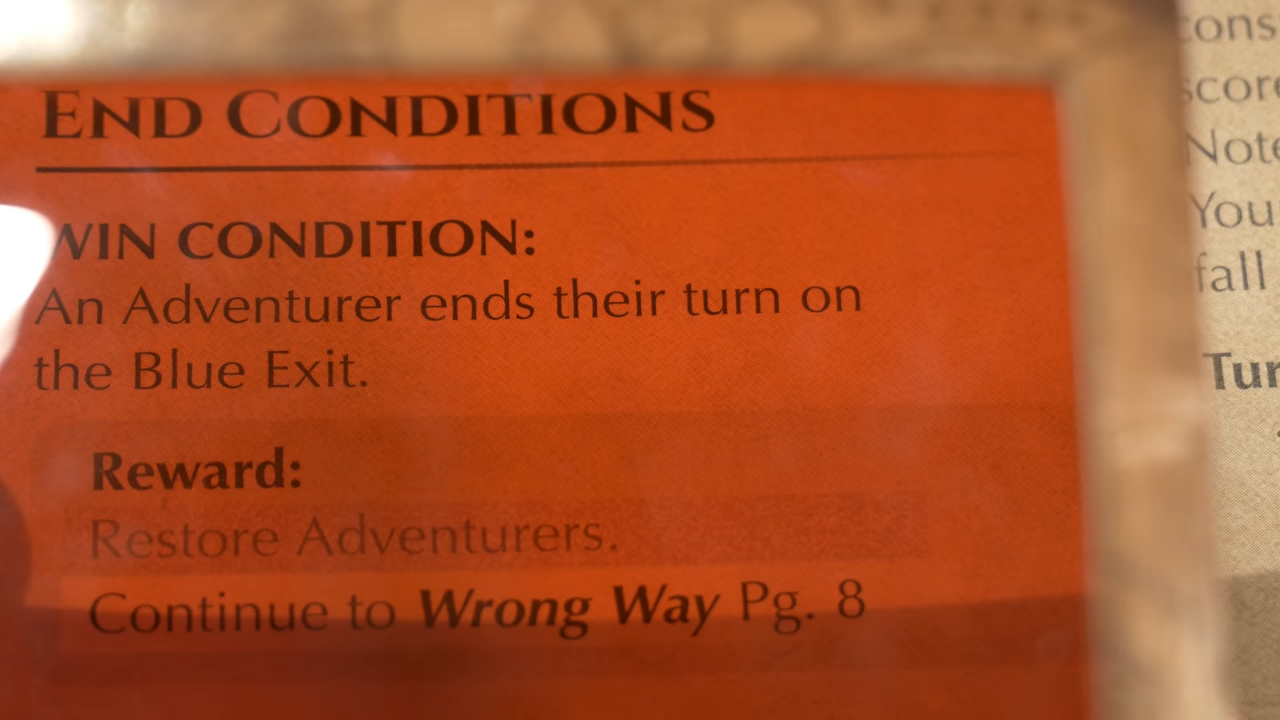 END CONDITIONS
WIN CONDITION:
An Adventurer ends their turn on
the Blue Exit.
Reward:
Restore Adventurers.
Continue to Wrong Way Pg. 8
cons
score
Note
You
fall
Tur